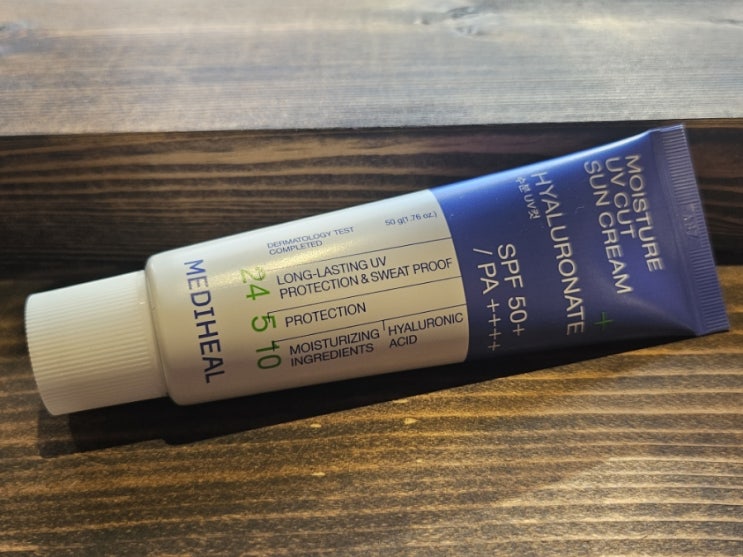 MOISTURE
UV CUT
SUN CREAM
+
HYALURONATE
수분 UV컷
SPF 50+
/ PA ++++
DERMATOLOGY TEST
COMPLETED
50 g(1.76 oz.)
24
LONG-LASTING UV
PROTECTION & SWEAT PROOF
5
PROTECTION
10
MOISTURIZING
INGREDIENTS
HYALURONIC
ACID
MEDIHEAL